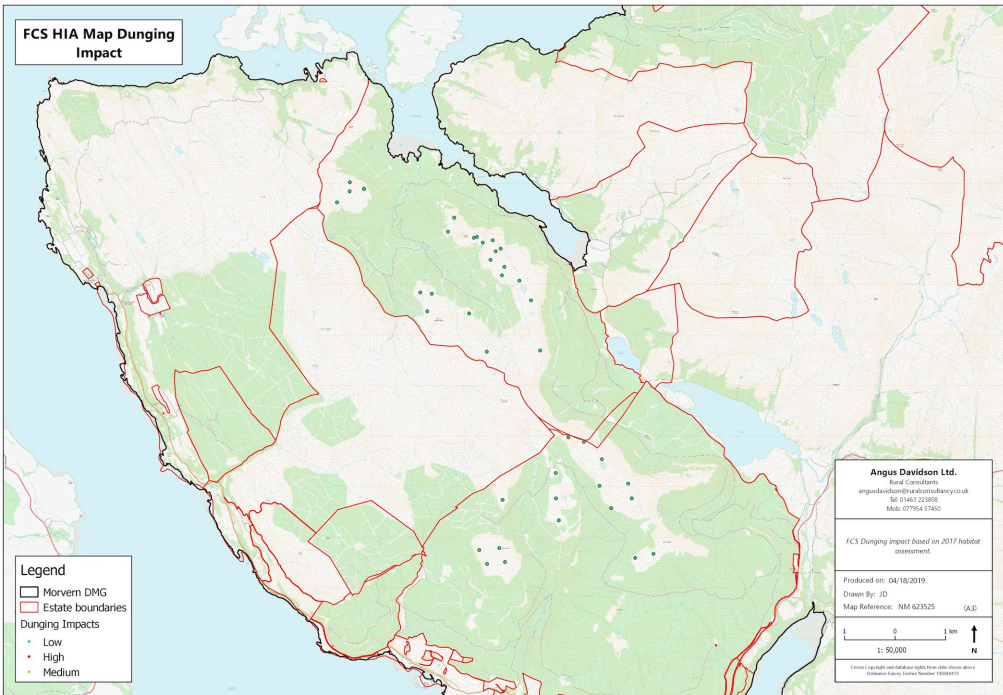 FCS HIA Map Dunging
Impact
Legend
Morvern DMG
Estate boundaries
Dunging Impacts
Low
High
Medium
Angus Davidson Ltd.
Rural Consultants
angusdavidson@ruralconsultancy.co.uk
Tel: 01463 223808
Mob: 077954 57450
FCS Dunging impact based on 2017 habitat
assessment.
Produced on: 04/18/2019
Drawn By: JD
Map Reference: NM 623525 (A3)
1 0 1 km
1: 50,000
N
Crown Copyright and database rights from date shown above
Ordnance Survey Licence Number